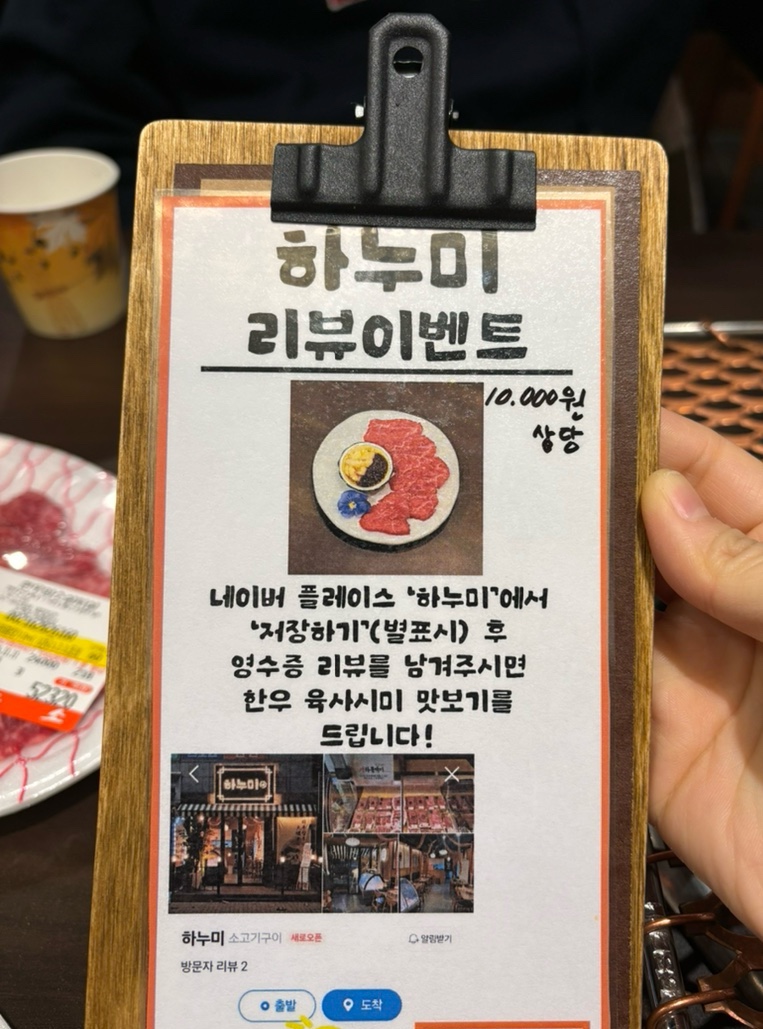 하누미
리뷰이벤트
10.000원
상당
네이버 플레이스 '하누미'에서
'저장하기'(별표시) 후
영수증 리뷰를 남겨주시면
한우 육사시미 맛보기를
드립니다!
하누미
하누미 소고기구이 새로오픈
알림받기
방문자 리뷰 2
출발
도착
52320